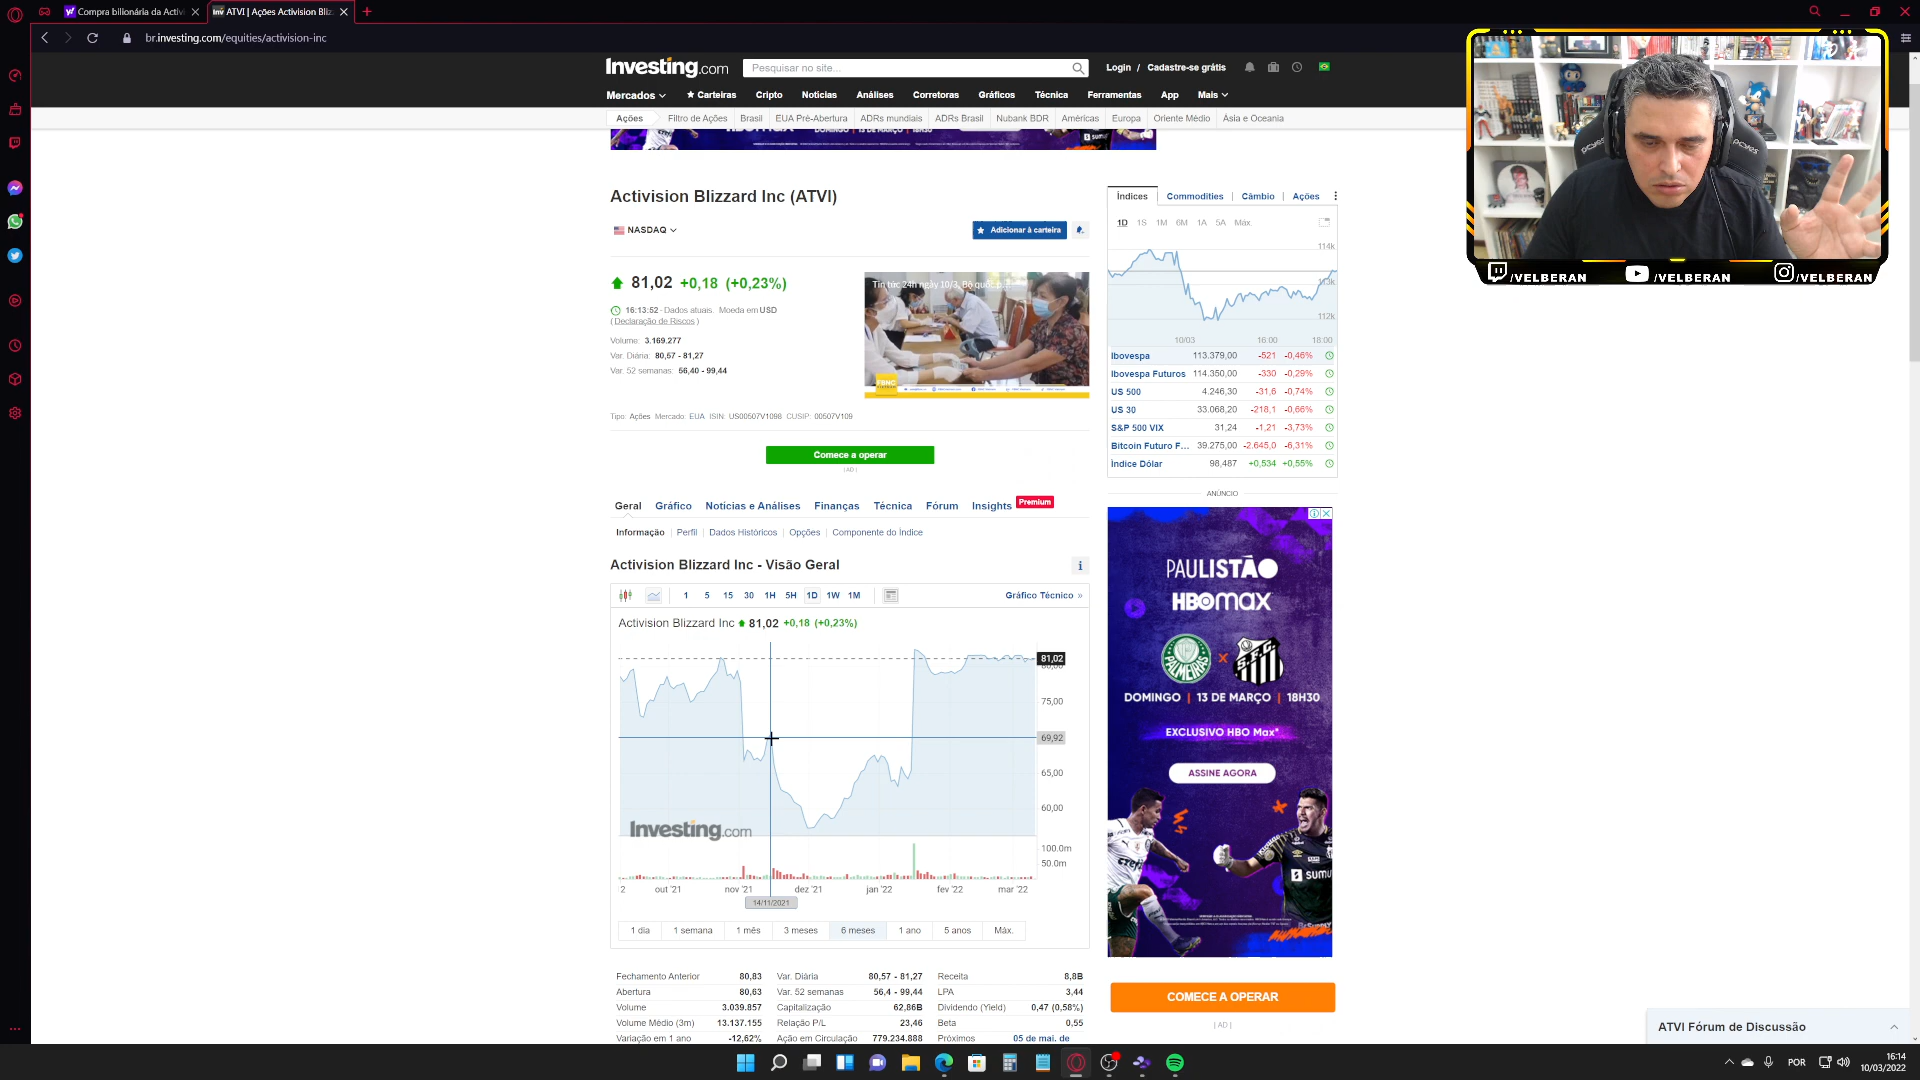 Compra bilionária da Activi
ATVI | Ações Activision Bliz
br.investing.com/equities/activision-inc
Investing.com
Pesquisar no site...
Login / Cadastre-se grátis
Mercados
Carteiras
Cripto
Notícias
Análises
Corretoras
Gráficos
Técnica
Ferramentas
App
Mais
Ações
Filtro de Ações
Brasil
EUA Pré-Abertura
ADRs mundiais
ADRs Brasil
Nubank BDR
Américas
Europa
Oriente Médio
Ásia e Oceania
Activision Blizzard Inc (ATVI)
NASDAQ
Adicionar à carteira
81,02 +0,18 (+0,23%)
16:13:52 - Dados atuais. Moeda em USD
( Declaração de Riscos )
Volume: 3.169.277
Var. Diária: 80,57 - 81,27
Var. 52 semanas: 56,40 - 99,44
Tin tức 24h ngày 10/3, Bộ quốc p...
FBNC
Tipo: Ações Mercado: EUA ISIN: US00507V1098 CUSIP: 00507V109
Comece a operar
| AD |
Geral
Gráfico
Notícias e Análises
Finanças
Técnica
Fórum
Insights
Premium
Informação
Perfil
Dados Históricos
Opções
Componente do Índice
Activision Blizzard Inc - Visão Geral
1 5 15 30 1H 5H 1D 1W 1M
Gráfico Técnico »
Activision Blizzard Inc 81,02 +0,18 (+0,23%)
81,02
80,00
75,00
69,92
65,00
60,00
Investing.com
100.0m
50.0m
2 out '21 nov '21 dez '21 jan '22 fev '22 mar '22
14/11/2021
1 dia
1 semana
1 mês
3 meses
6 meses
1 ano
5 anos
Máx.
Fechamento Anterior 80,83 Var. Diária 80,57 - 81,27 Receita 8,8B
Abertura 80,63 Var. 52 semanas 56,4 - 99,44 LPA 3,44
Volume 3.039.857 Capitalização 62,86B Dividendo (Yield) 0,47 (0,58%)
Volume Médio (3m) 13.137.155 Relação P/L 23,46 Beta 0,55
Variação em 1 ano -12,62% Ação em Circulação 779.234.888 Próximos 05 de mai. de
Índices
Commodities
Câmbio
Ações
1D 1S 1M 6M 1A 5A Máx.
114k
113k
112k
10/03 16:00 18:00
Ibovespa 113.379,00 -521 -0,46%
Ibovespa Futuros 114.350,00 -330 -0,29%
US 500 4.246,30 -31,6 -0,74%
US 30 33.068,20 -218,1 -0,66%
S&P 500 VIX 31,24 -1,21 -3,73%
Bitcoin Futuro F... 39.275,00 -2.645,0 -6,31%
Índice Dólar 98,487 +0,534 +0,55%
ANÚNCIO
PAULISTÃO
HBOMAX
DOMINGO | 13 DE MARÇO | 18H30
EXCLUSIVO HBO Max*
ASSINE AGORA
COMECE A OPERAR
| AD |
ATVI Fórum de Discussão
/VELBERAN
/VELBERAN
/VELBERAN
POR
16:14
10/03/2022